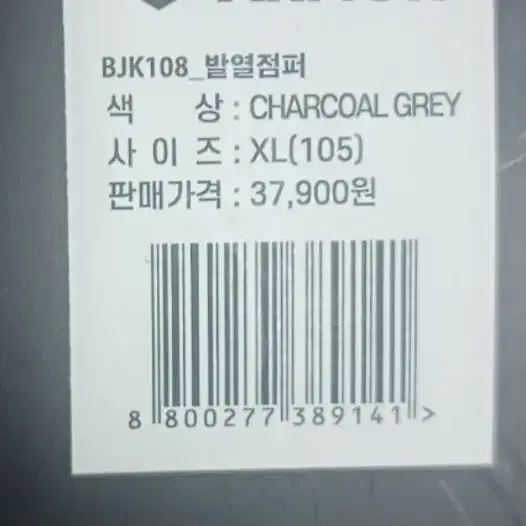 BJK108_발열점퍼
색 상 : CHARCOAL GREY
사 이 즈 : XL(105)
판매가격 : 37,900원
8 800277 389141 >